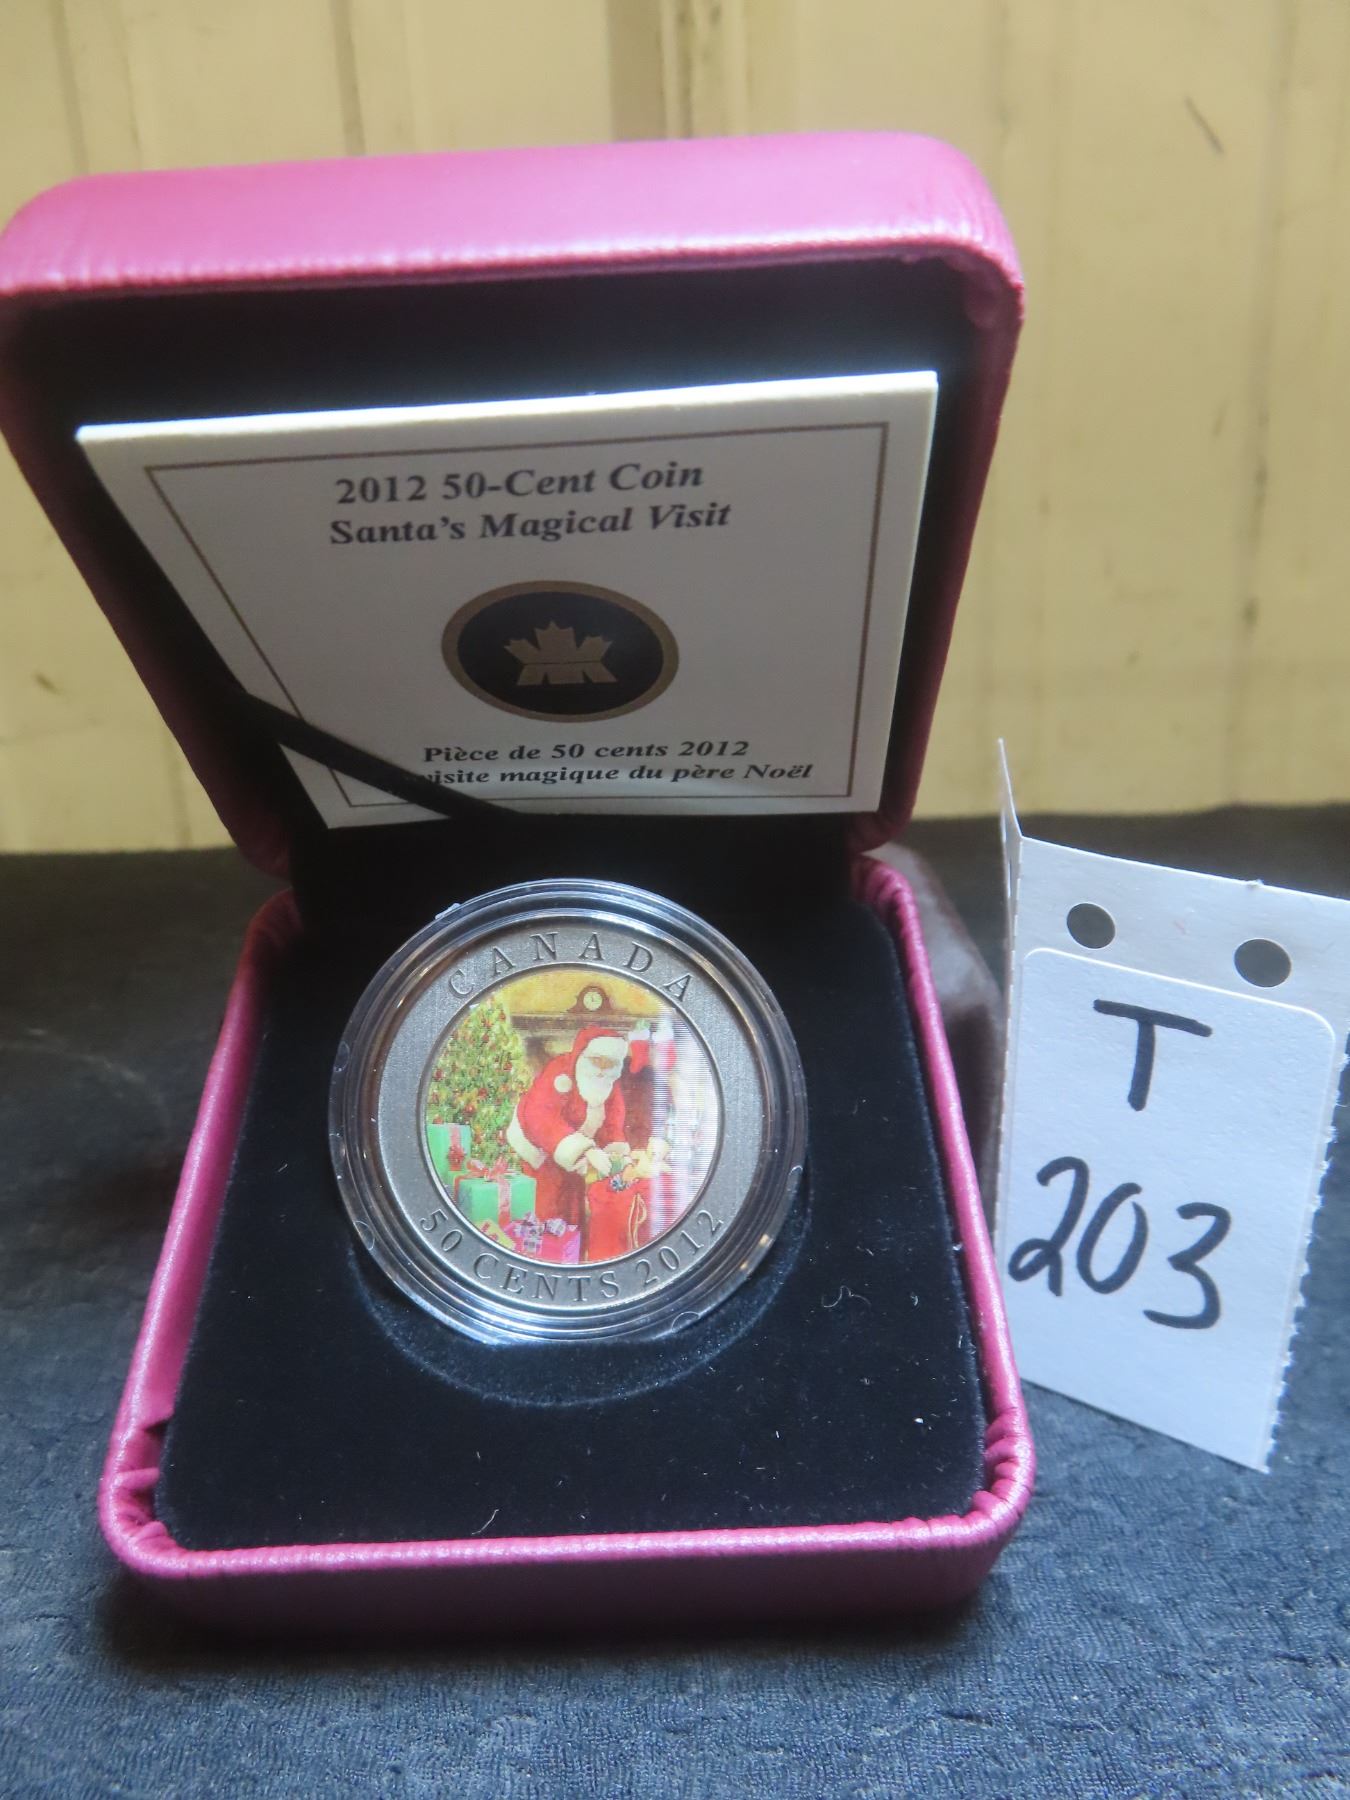 2012 50-Cent Coin
Santa's Magical Visit
Pièce de 50 cents 2012
visite magique du père Noël
CANADA
50 CENTS 2012
T
203